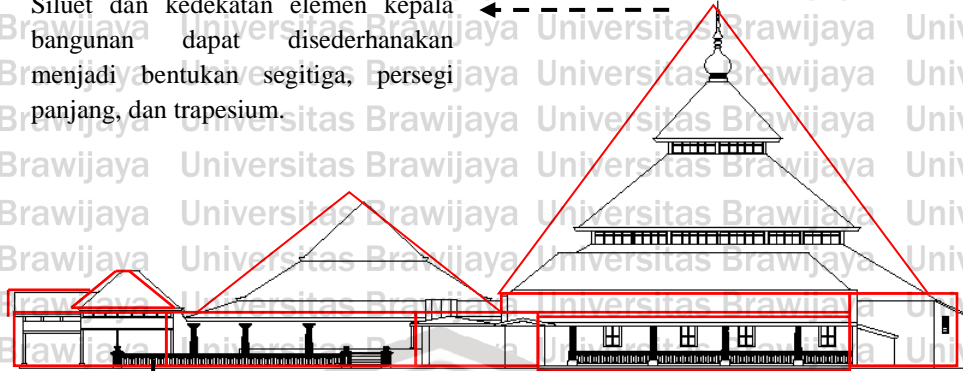 Siluet dan kedekatan elemen kepala
bangunan dapat disederhanakan
menjadi bentukan segitiga, persegi
panjang, dan trapesium.